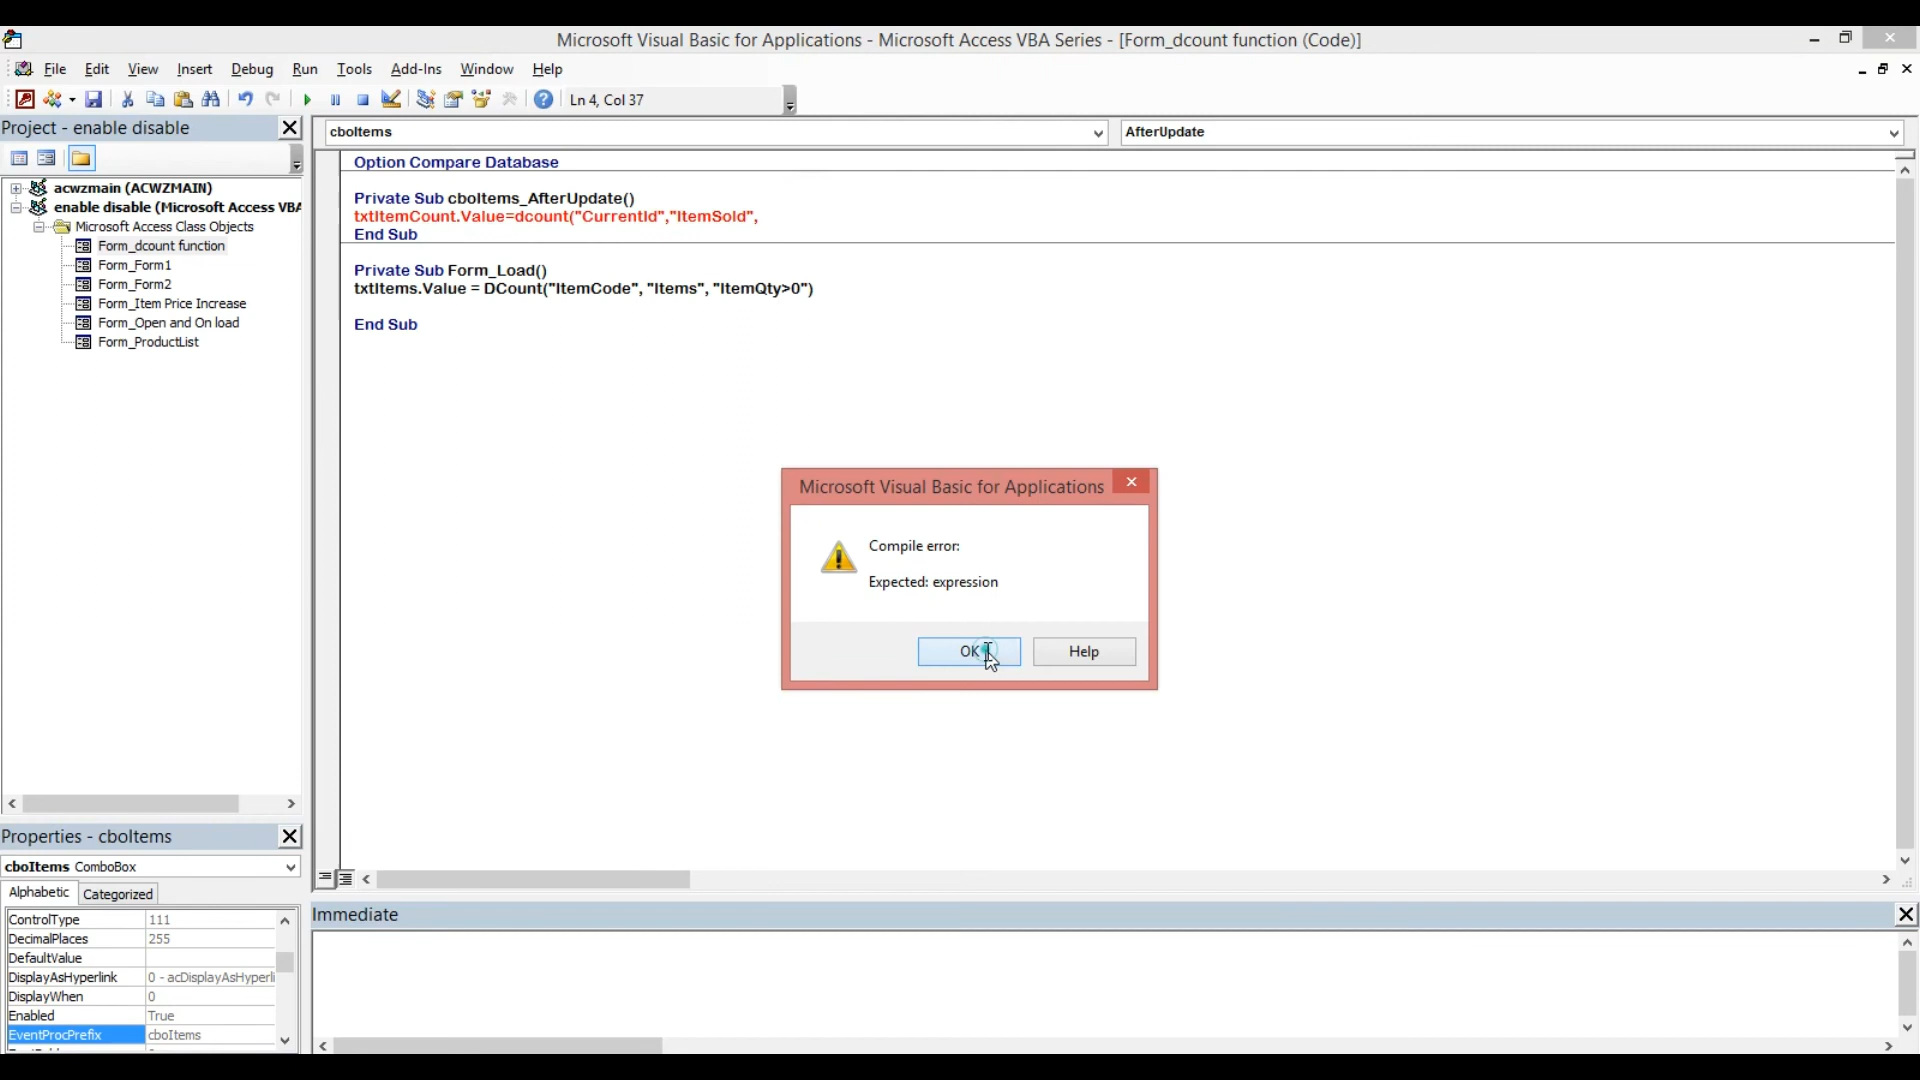 Microsoft Visual Basic for Applications - Microsoft Access VBA Series - [Form_dcount function (Code)]
File Edit View Insert Debug Run Tools Add-Ins Window Help
Ln 4, Col 37
Project - enable disable
cboItems
AfterUpdate
acwzmain (ACWZMAIN)
enable disable (Microsoft Access VBA
Microsoft Access Class Objects
Form_dcount function
Form_Form1
Form_Form2
Form_Item Price Increase
Form_Open and On load
Form_ProductList
Option Compare Database
Private Sub cboItems_AfterUpdate()
txtItemCount.Value=dcount("CurrentId","ItemSold",
End Sub
Private Sub Form_Load()
txtItems.Value = DCount("ItemCode", "Items", "ItemQty>0")
End Sub
Microsoft Visual Basic for Applications
Compile error:
Expected: expression
OK
Help
Properties - cboItems
cboItems ComboBox
Alphabetic Categorized
ControlType 111
DecimalPlaces 255
DefaultValue
DisplayAsHyperlink 0 - acDisplayAsHyperli
DisplayWhen 0
Enabled True
EventProcPrefix cboItems
Immediate